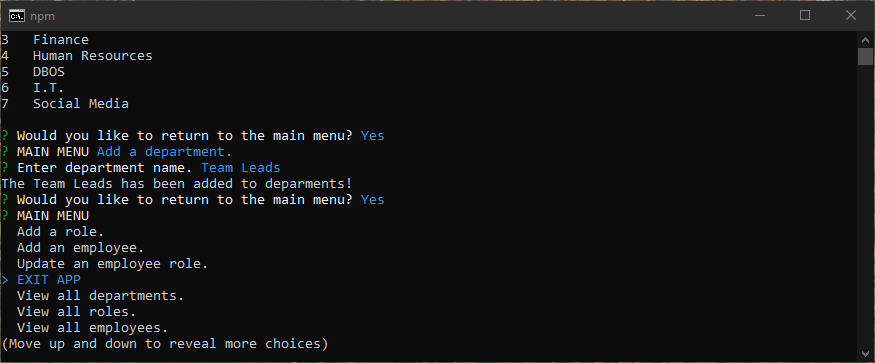 npm
3   Finance
4   Human Resources
5   DBOS
6   I.T.
7   Social Media
? Would you like to return to the main menu? Yes
? MAIN MENU Add a department.
? Enter department name. Team Leads
The Team Leads has been added to deparments!
? Would you like to return to the main menu? Yes
? MAIN MENU
  Add a role.
  Add an employee.
  Update an employee role.
> EXIT APP
  View all departments.
  View all roles.
  View all employees.
(Move up and down to reveal more choices)